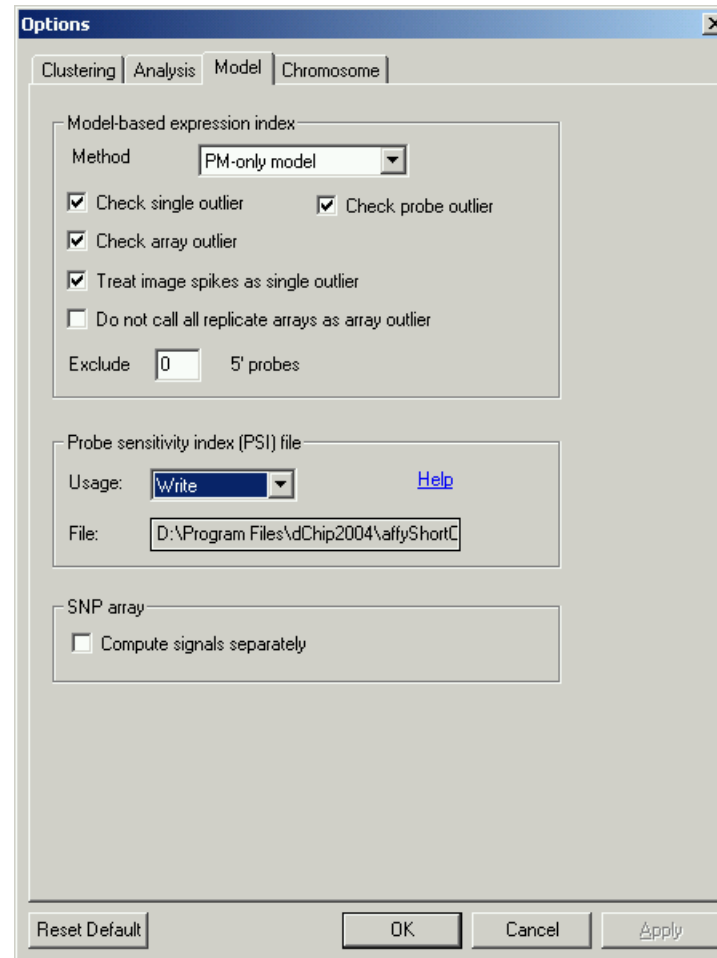 Options
Clustering Analysis Model Chromosome
Model-based expression index
Method PM-only model
Check single outlier Check probe outlier
Check array outlier
Treat image spikes as single outlier
Do not call all replicate arrays as array outlier
Exclude 0 5' probes
Probe sensitivity index (PSI) file
Usage: Write Help
File: D:\Program Files\dChip2004\affyShortC
SNP array
Compute signals separately
Reset Default OK Cancel Apply